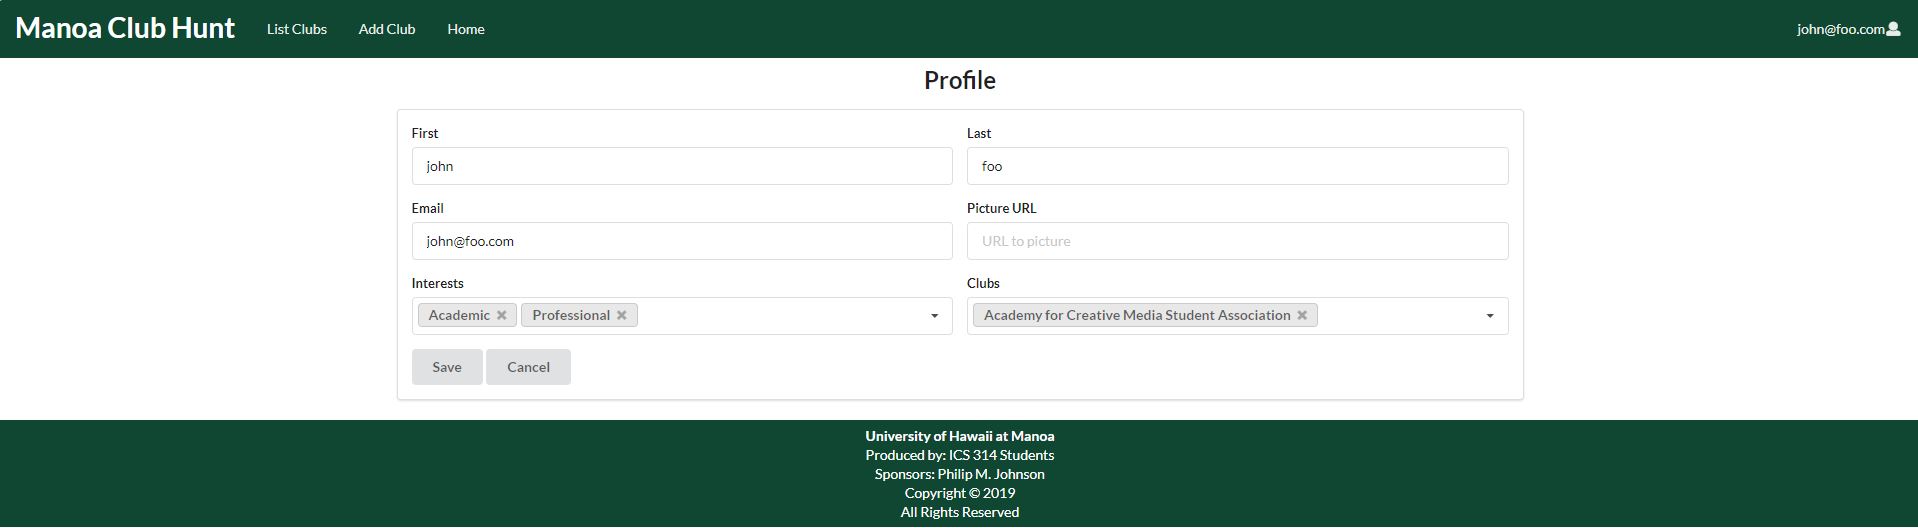 Manoa Club Hunt List Clubs Add Club Home john@foo.com
Profile
First Last
john foo
Email Picture URL
john@foo.com URL to picture
Interests Clubs
Academic Professional Academy for Creative Media Student Association
Save Cancel
University of Hawaii at Manoa
Produced by: ICS 314 Students
Sponsors: Philip M. Johnson
Copyright © 2019
All Rights Reserved